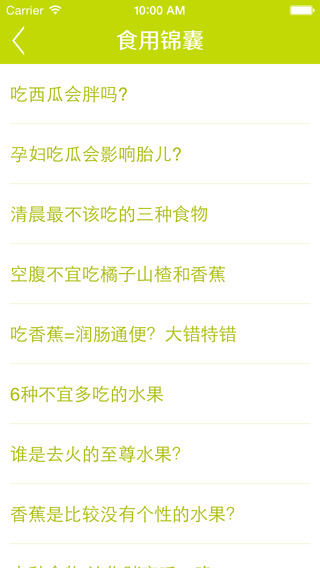 Carrier 10:00 AM
食用锦囊
吃西瓜会胖吗?
孕妇吃瓜会影响胎儿?
清晨最不该吃的三种食物
空腹不宜吃橘子山楂和香蕉
吃香蕉=润肠通便? 大错特错
6种不宜多吃的水果
谁是去火的至尊水果?
香蕉是比较没有个性的水果?